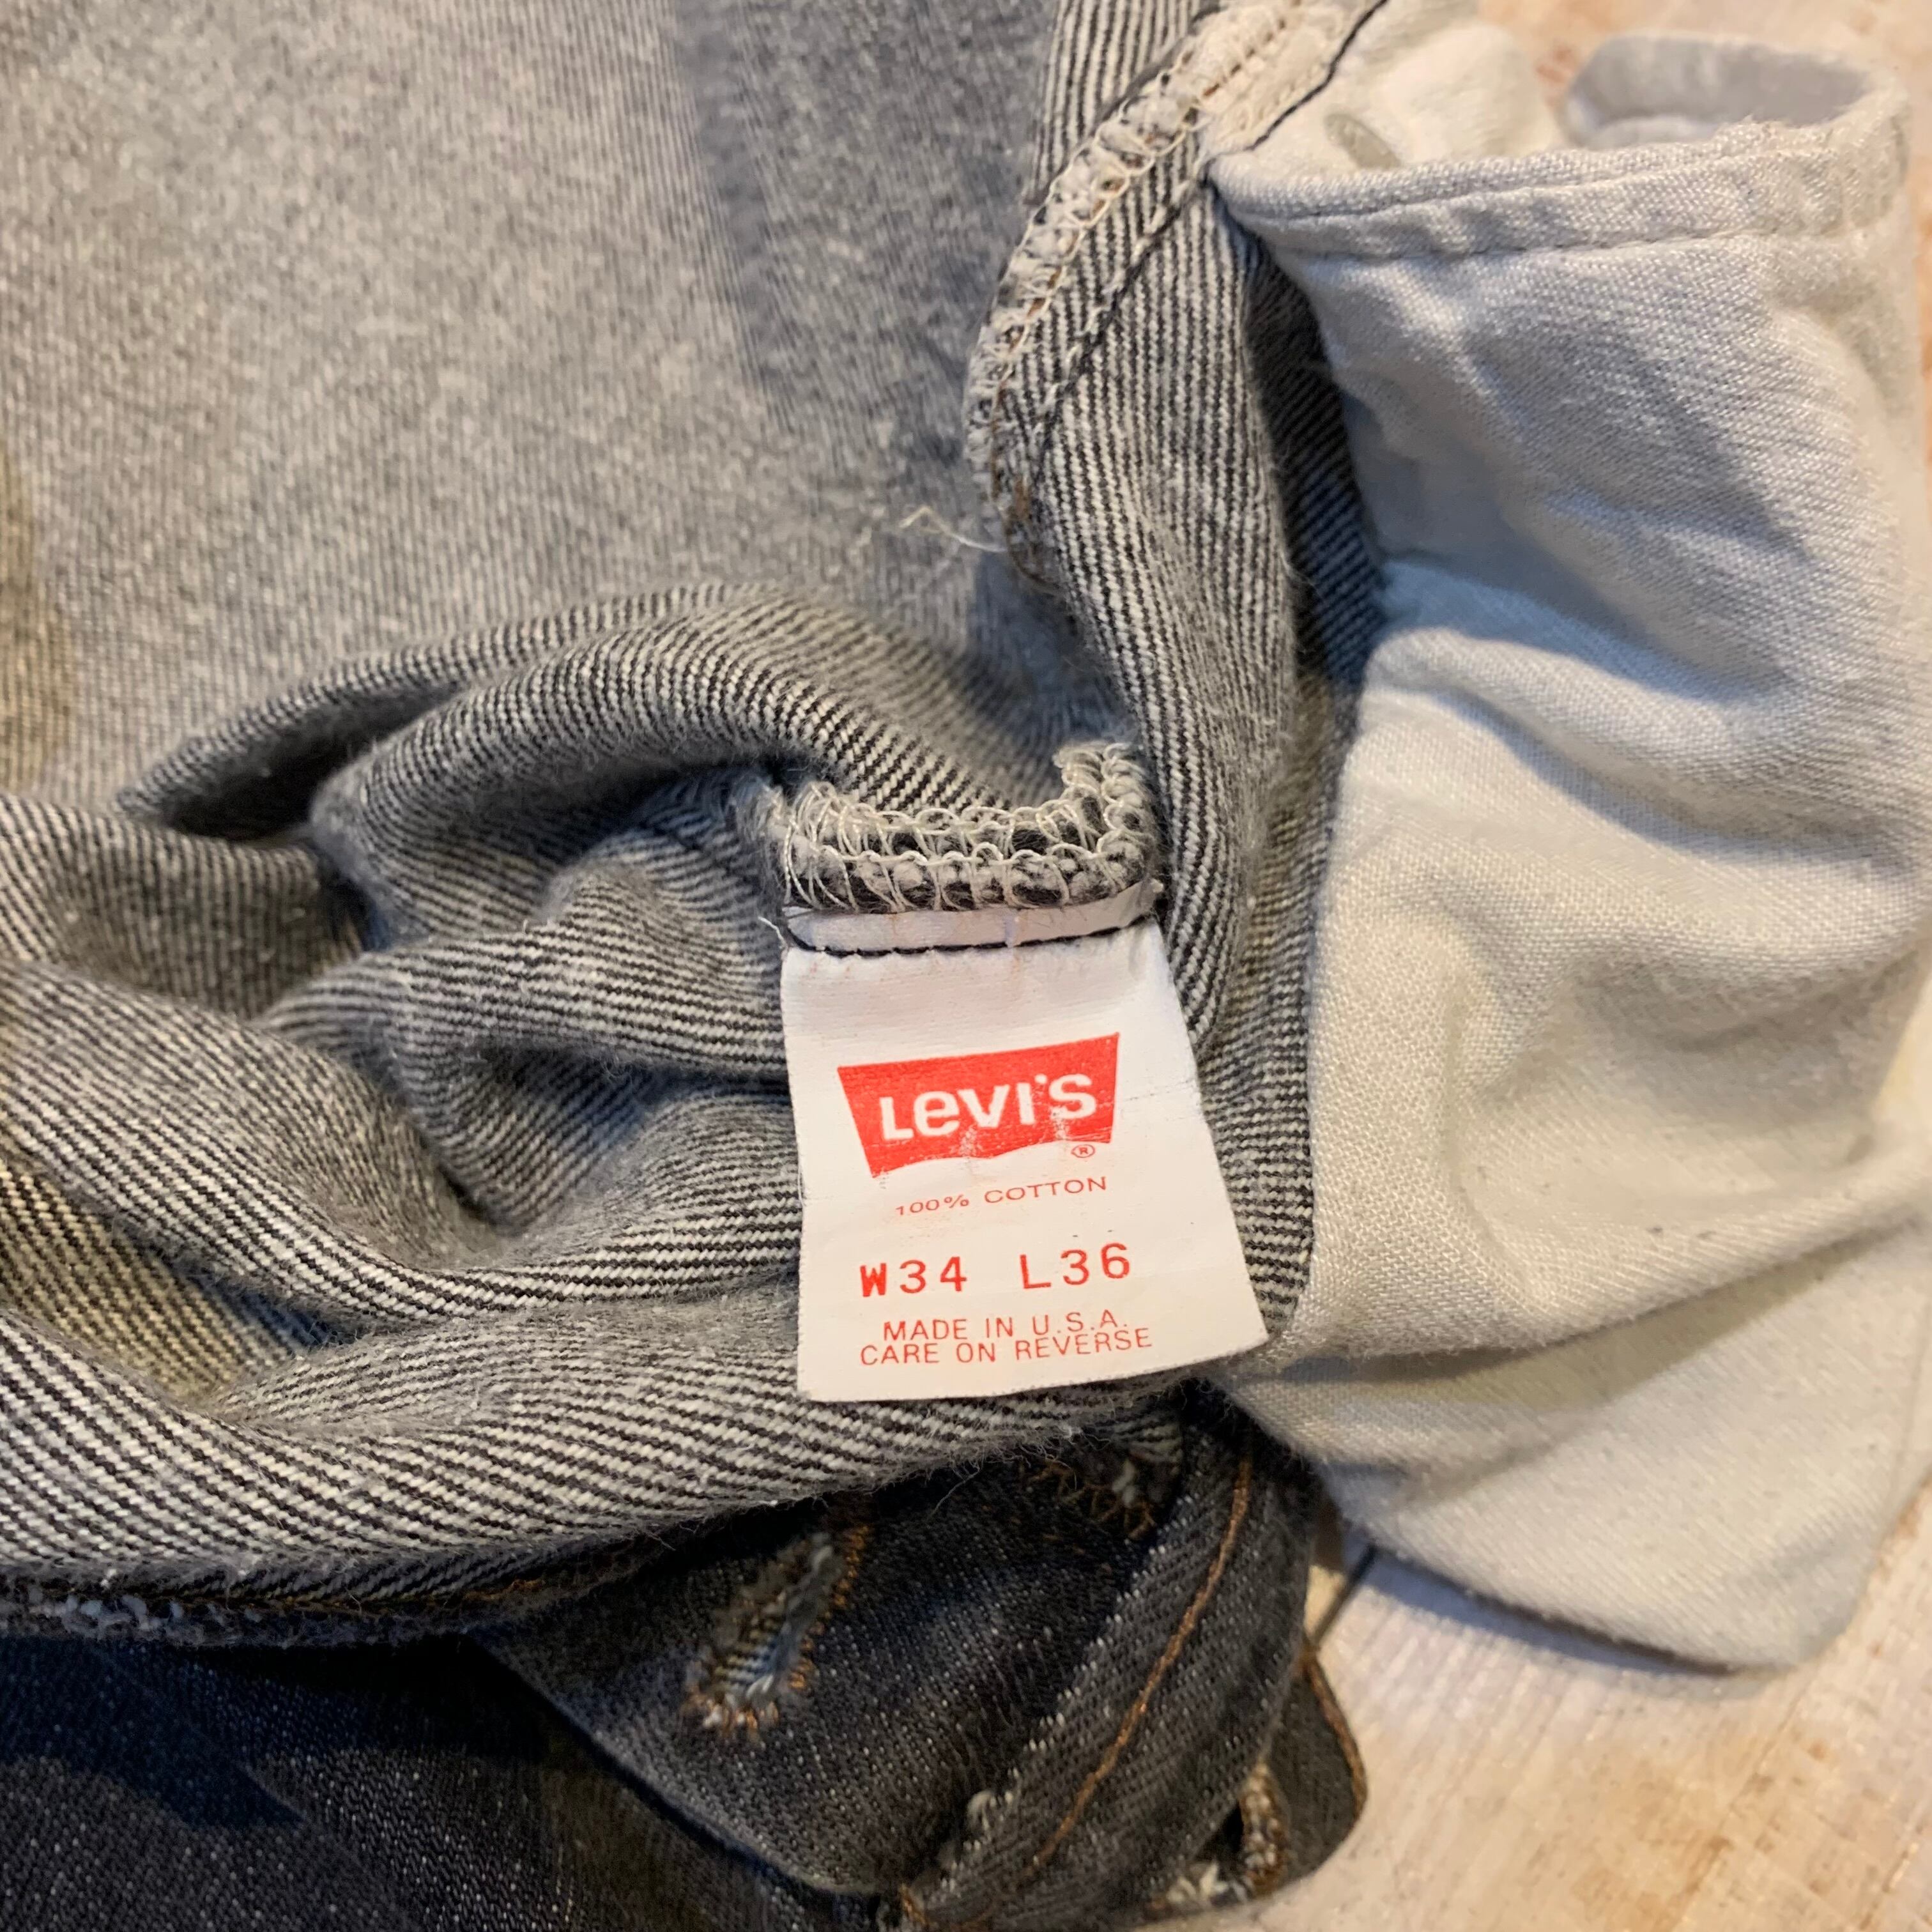 Levi's
®
100% COTTON
W34 L36
MADE IN U.S.A.
CARE ON REVERSE